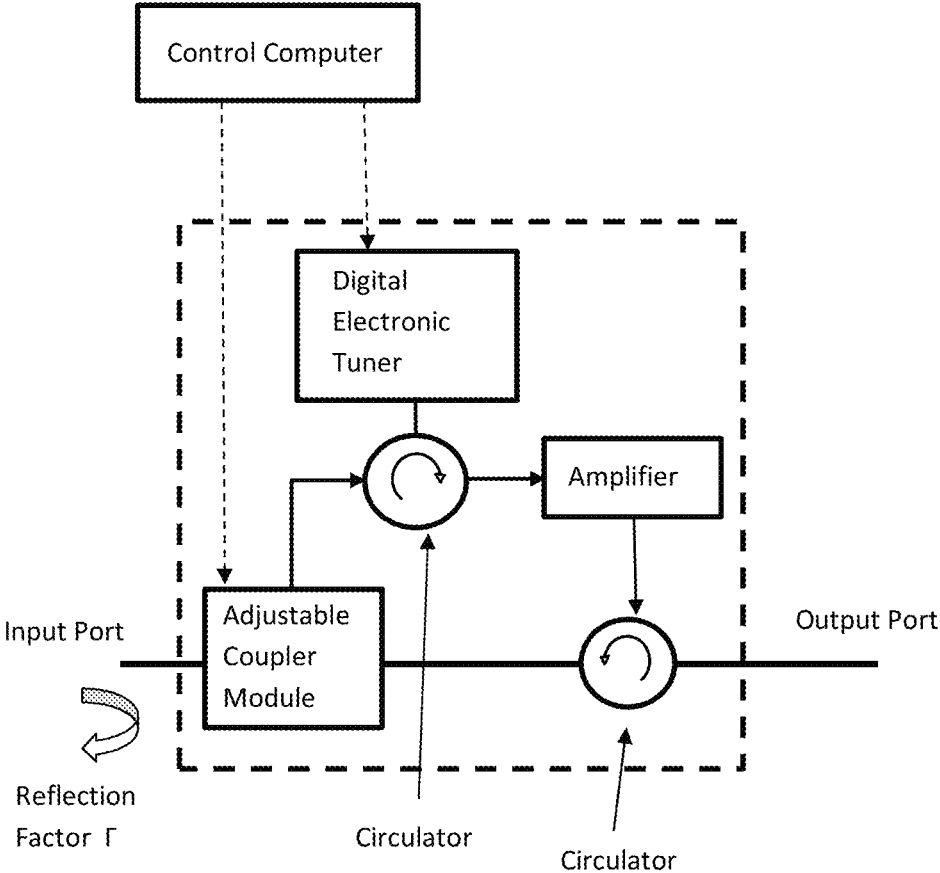 Control Computer
Digital
Electronic
Tuner
Amplifier
Input Port
Adjustable
Coupler
Module
Output Port
Reflection
Factor Γ
Circulator
Circulator